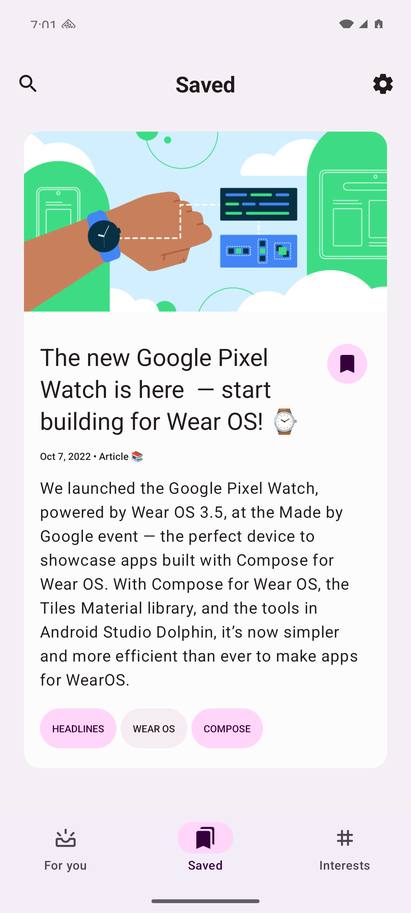 7:01
Saved
The new Google Pixel
Watch is here — start
building for Wear OS! ⌚
Oct 7, 2022 • Article 📚
We launched the Google Pixel Watch,
powered by Wear OS 3.5, at the Made by
Google event — the perfect device to
showcase apps built with Compose for
Wear OS. With Compose for Wear OS, the
Tiles Material library, and the tools in
Android Studio Dolphin, it’s now simpler
and more efficient than ever to make apps
for WearOS.
HEADLINES WEAR OS COMPOSE
For you Saved Interests